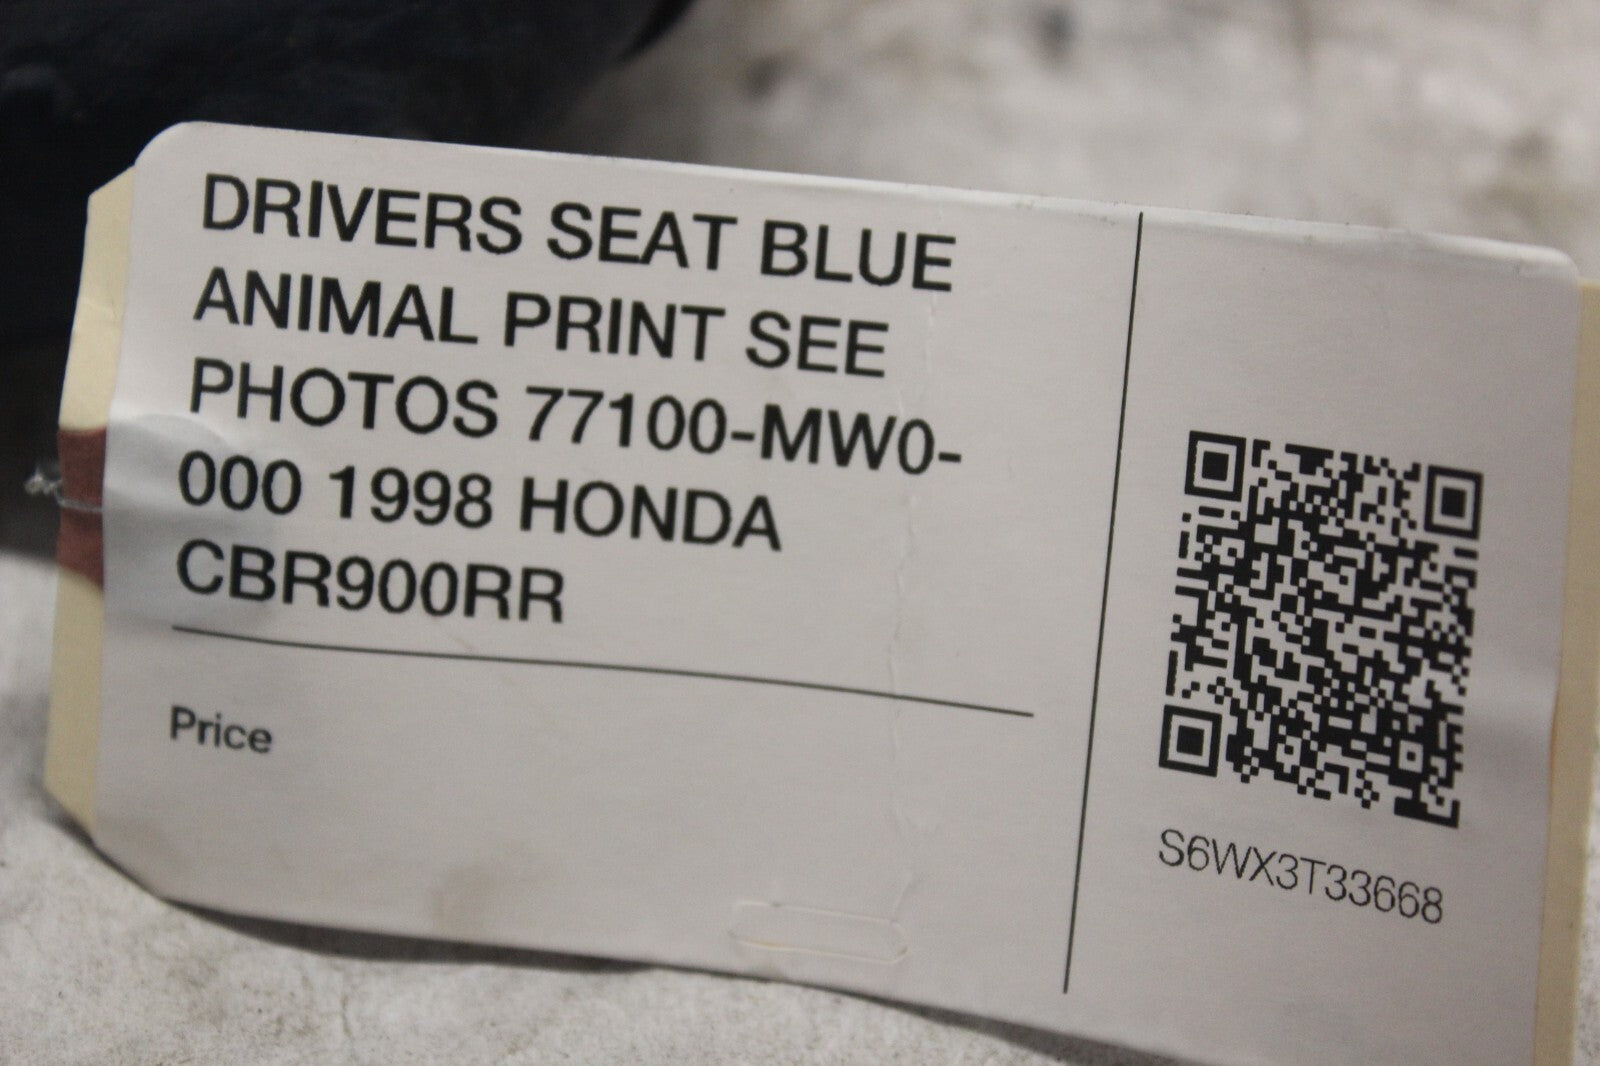 DRIVERS SEAT BLUE
ANIMAL PRINT SEE
PHOTOS 77100-MW0-
000 1998 HONDA
CBR900RR
Price
S6WX3T33668